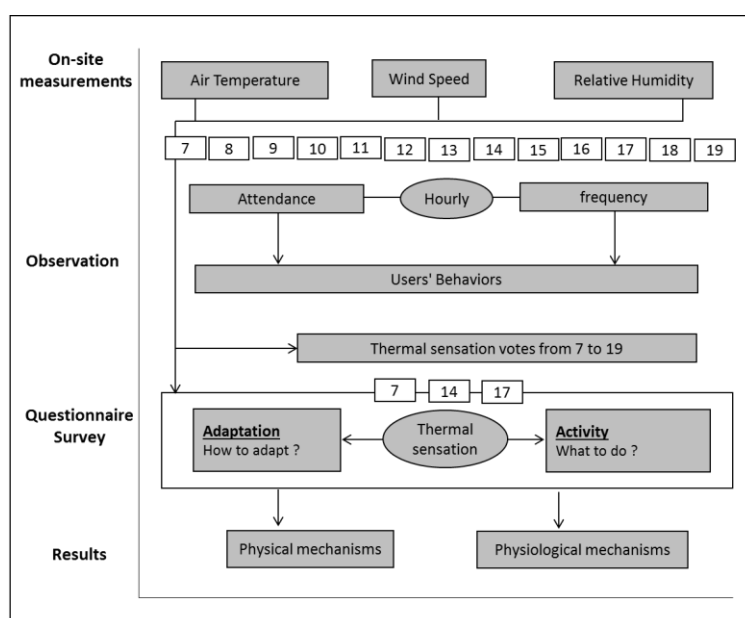 On-site
measurements
Air Temperature
Wind Speed
Relative Humidity
7 8 9 10 11 12 13 14 15 16 17 18 19
Attendance
Hourly
frequency
Observation
Users' Behaviors
Thermal sensation votes from 7 to 19
7 14 17
Questionnaire
Survey
Adaptation
How to adapt ?
Thermal
sensation
Activity
What to do ?
Results
Physical mechanisms
Physiological mechanisms